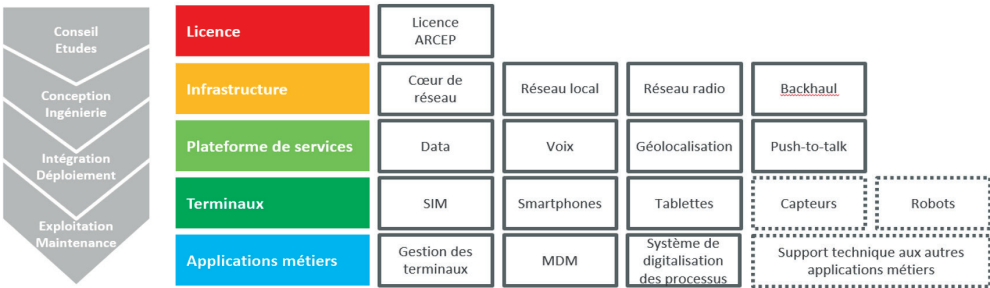 Conseil
Etudes
Conception
Ingénierie
Intégration
Déploiement
Exploitation
Maintenance
Licence
Licence
ARCEP
Infrastructure
Cœur de
réseau
Réseau local
Réseau radio
Backhaul
Plateforme de services
Data
Voix
Géolocalisation
Push-to-talk
Terminaux
SIM
Smartphones
Tablettes
Capteurs
Robots
Applications métiers
Gestion des
terminaux
MDM
Système de
digitalisation
des processus
Support technique aux autres
applications métiers